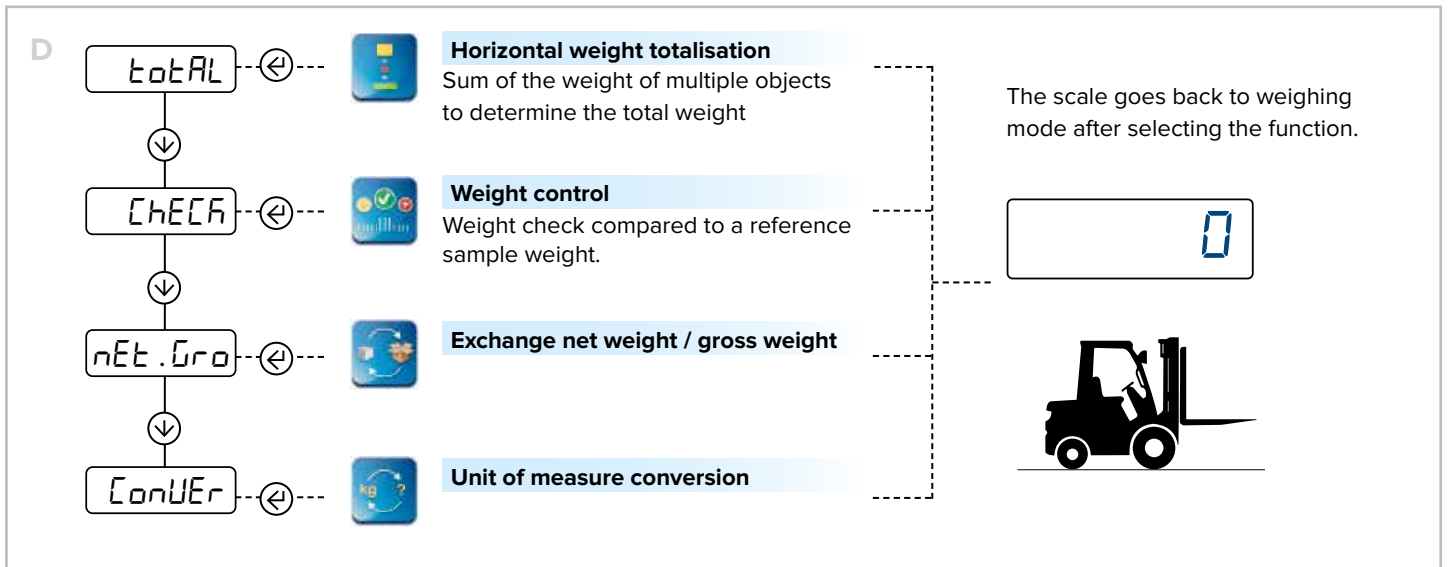 D
totAL
Horizontal weight totalisation
Sum of the weight of multiple objects
to determine the total weight
The scale goes back to weighing
mode after selecting the function.
ChECK
Weight control
Weight check compared to a reference
sample weight.
0
nEt.Gro
Exchange net weight / gross weight
ConVEr
kg ?
Unit of measure conversion